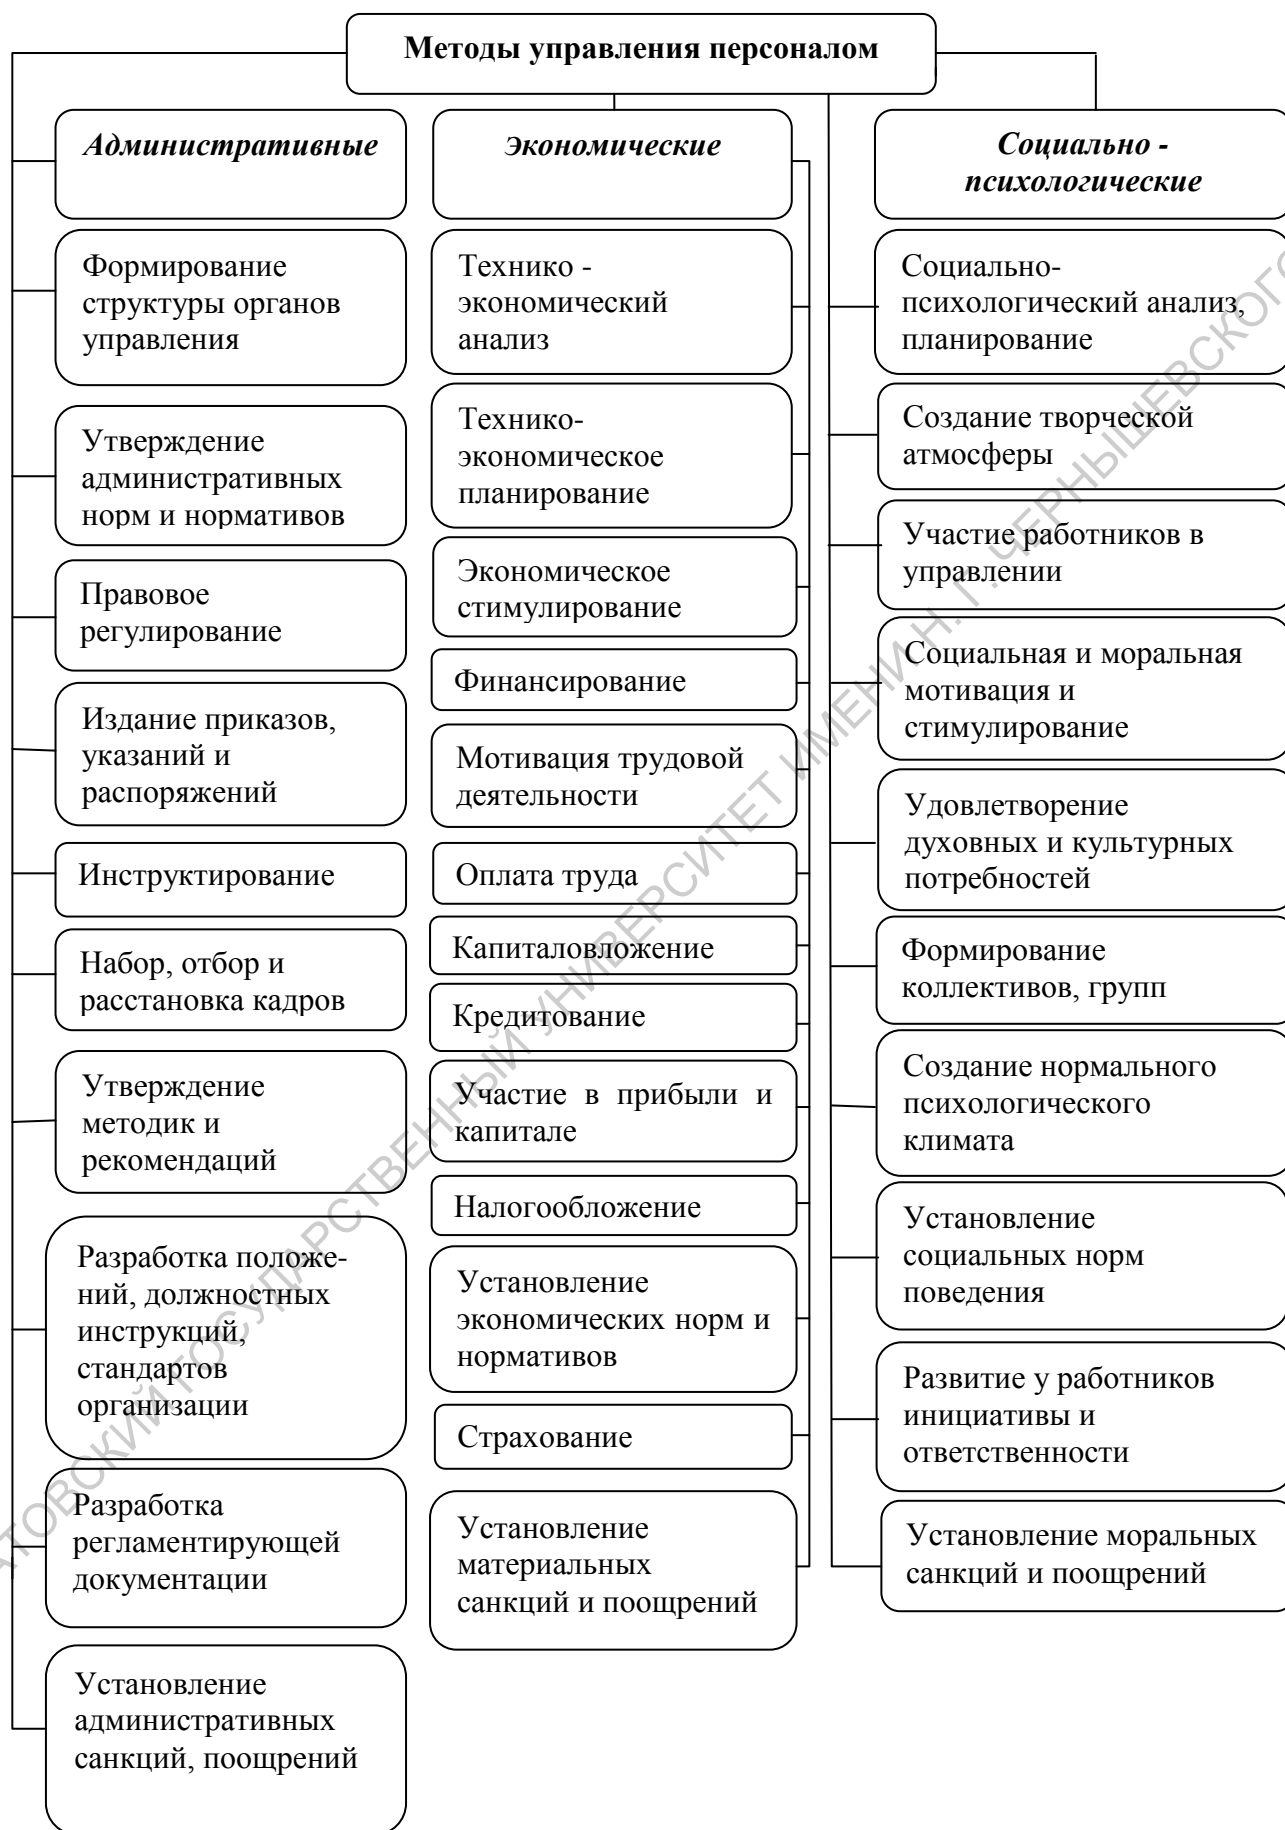 Методы управления персоналом
Административные
Формирование
структуры органов
управления
Утверждение
административных
норм и нормативов
Правовое
регулирование
Издание приказов,
указаний и
распоряжений
Инструктирование
Набор, отбор и
расстановка кадров
Утверждение
методик и
рекомендаций
Разработка положе-
ний, должностных
инструкций,
стандартов
организации
Разработка
регламентирующей
документации
Установление
административных
санкций, поощрений
Экономические
Технико -
экономический
анализ
Технико-
экономическое
планирование
Экономическое
стимулирование
Финансирование
Мотивация трудовой
деятельности
Оплата труда
Капиталовложение
Кредитование
Участие в прибыли и
капитале
Налогообложение
Установление
экономических норм и
нормативов
Страхование
Установление
материальных
санкций и поощрений
Социально -
психологические
Социально-
психологический анализ,
планирование
Создание творческой
атмосферы
Участие работников в
управлении
Социальная и моральная
мотивация и
стимулирование
Удовлетворение
духовных и культурных
потребностей
Формирование
коллективов, групп
Создание нормального
психологического
климата
Установление
социальных норм
поведения
Развитие у работников
инициативы и
ответственности
Установление моральных
санкций и поощрений
АТОВСКИЙ ГОСУДАРСТВЕННЫЙ УНИВЕРСИТЕТ ИМЕНИ Н. Г. ЧЕРНЫШЕВСКОГО